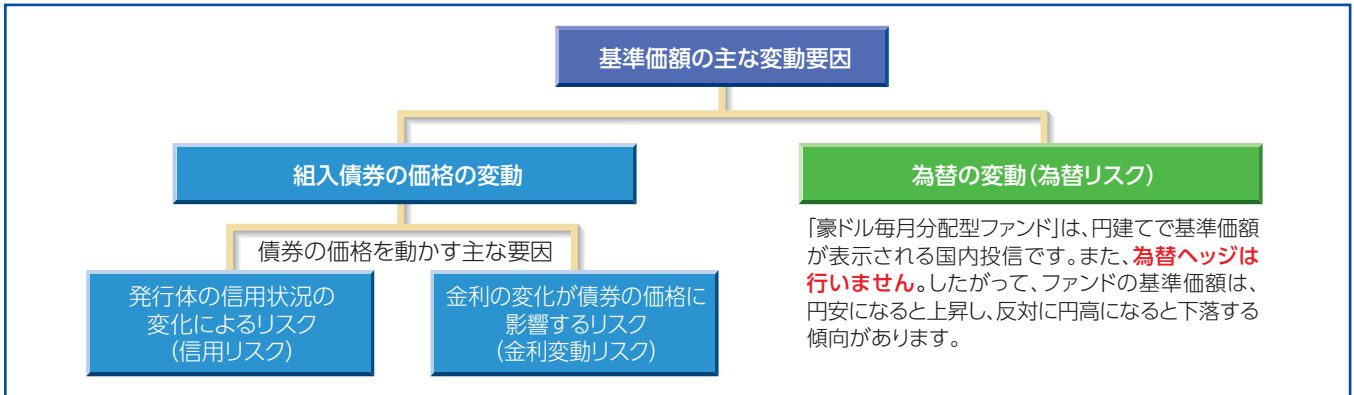 基準価額の主な変動要因
組入債券の価格の変動
債券の価格を動かす主な要因
発行体の信用状況の
変化によるリスク
(信用リスク)
金利の変化が債券の価格に
影響するリスク
(金利変動リスク)
為替の変動(為替リスク)
「豪ドル毎月分配型ファンド」は、円建てで基準価額
が表示される国内投信です。また、為替ヘッジは
行いません。したがって、ファンドの基準価額は、
円安になると上昇し、反対に円高になると下落する
傾向があります。